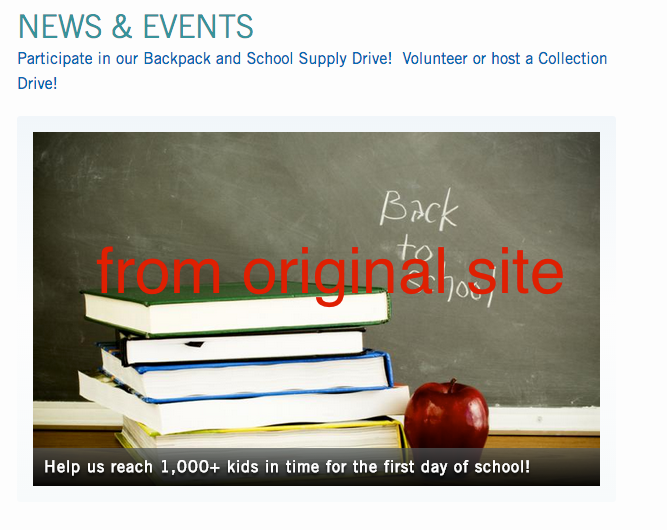 NEWS & EVENTS
Participate in our Backpack and School Supply Drive!  Volunteer or host a Collection
Drive!
Back
to
School
from original site
Help us reach 1,000+ kids in time for the first day of school!